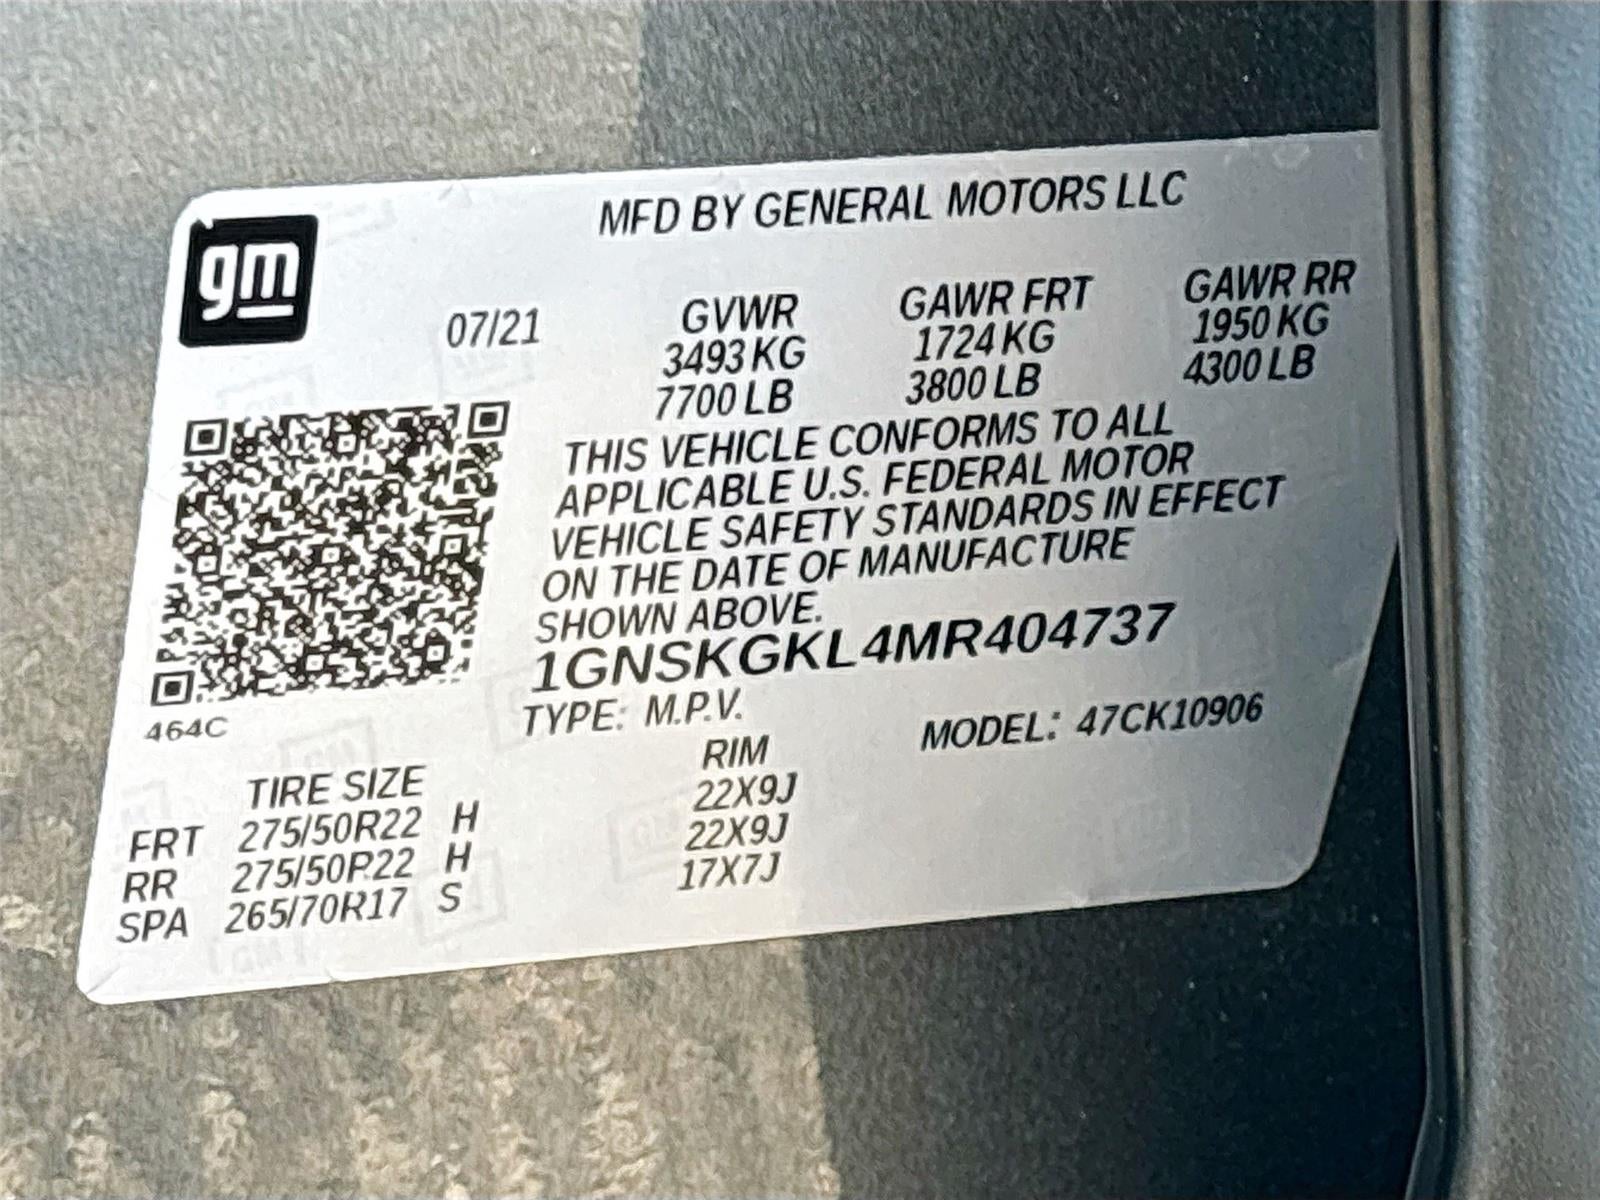 gm
MFD BY GENERAL MOTORS LLC
07/21 GVWR GAWR FRT GAWR RR
3493 KG 1724 KG 1950 KG
7700 LB 3800 LB 4300 LB
THIS VEHICLE CONFORMS TO ALL
APPLICABLE U.S. FEDERAL MOTOR
VEHICLE SAFETY STANDARDS IN EFFECT
ON THE DATE OF MANUFACTURE
SHOWN ABOVE.
1GNSKGKL4MR404737
464C
TYPE: M.P.V. MODEL: 47CK10906
TIRE SIZE RIM
FRT 275/50R22 H 22X9J
RR 275/50R22 H 22X9J
SPA 265/70R17 S 17X7J